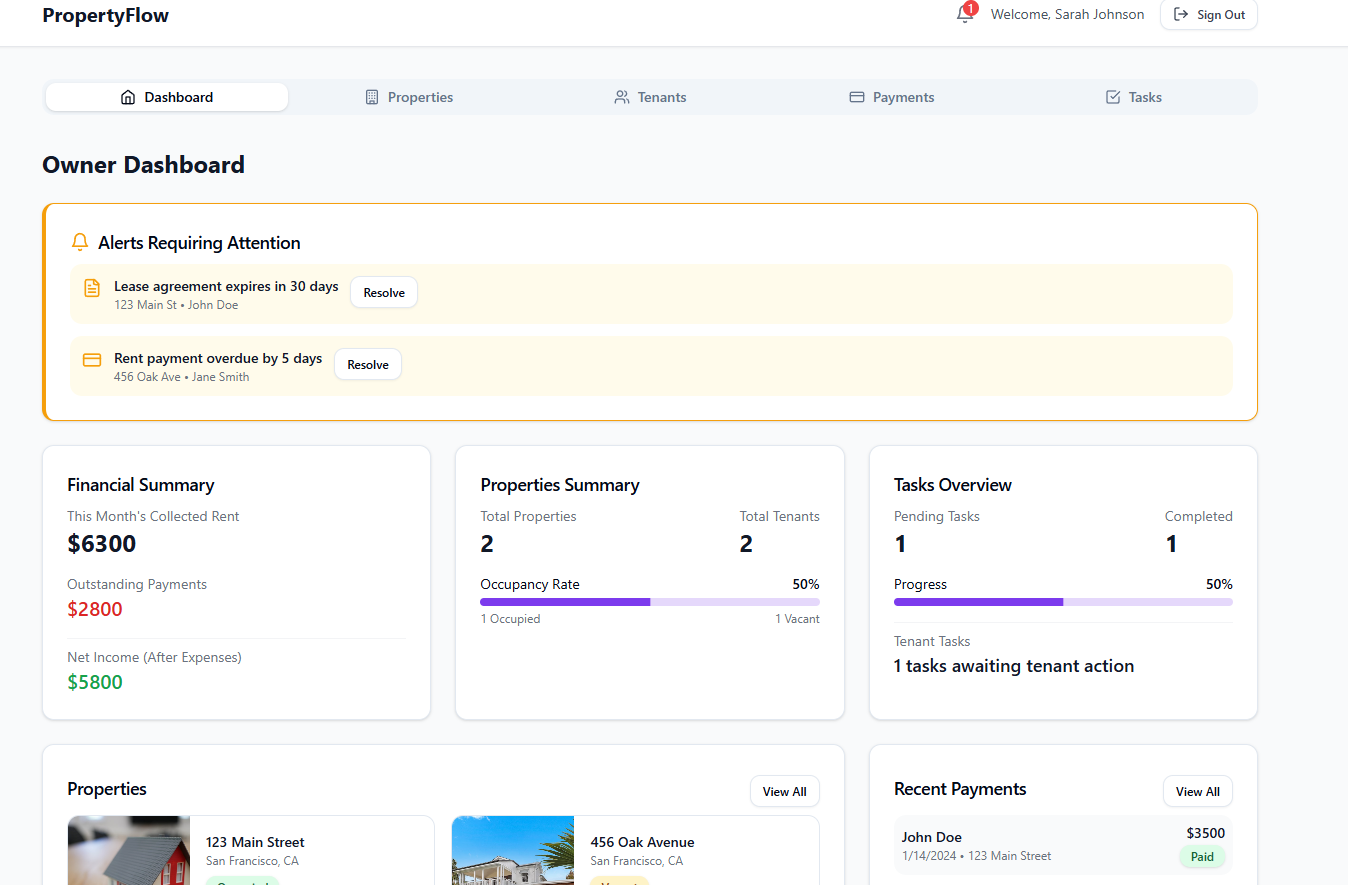 PropertyFlow
1
Welcome, Sarah Johnson
Sign Out
Dashboard
Properties
Tenants
Payments
Tasks
Owner Dashboard
Alerts Requiring Attention
Lease agreement expires in 30 days
123 Main St • John Doe
Resolve
Rent payment overdue by 5 days
456 Oak Ave • Jane Smith
Resolve
Financial Summary
This Month's Collected Rent
$6300
Outstanding Payments
$2800
Net Income (After Expenses)
$5800
Properties Summary
Total Properties
Total Tenants
2
2
Occupancy Rate
50%
1 Occupied
1 Vacant
Tasks Overview
Pending Tasks
Completed
1
1
Progress
50%
Tenant Tasks
1 tasks awaiting tenant action
Properties
View All
123 Main Street
San Francisco, CA
456 Oak Avenue
San Francisco, CA
Recent Payments
View All
John Doe
$3500
1/14/2024 • 123 Main Street
Paid